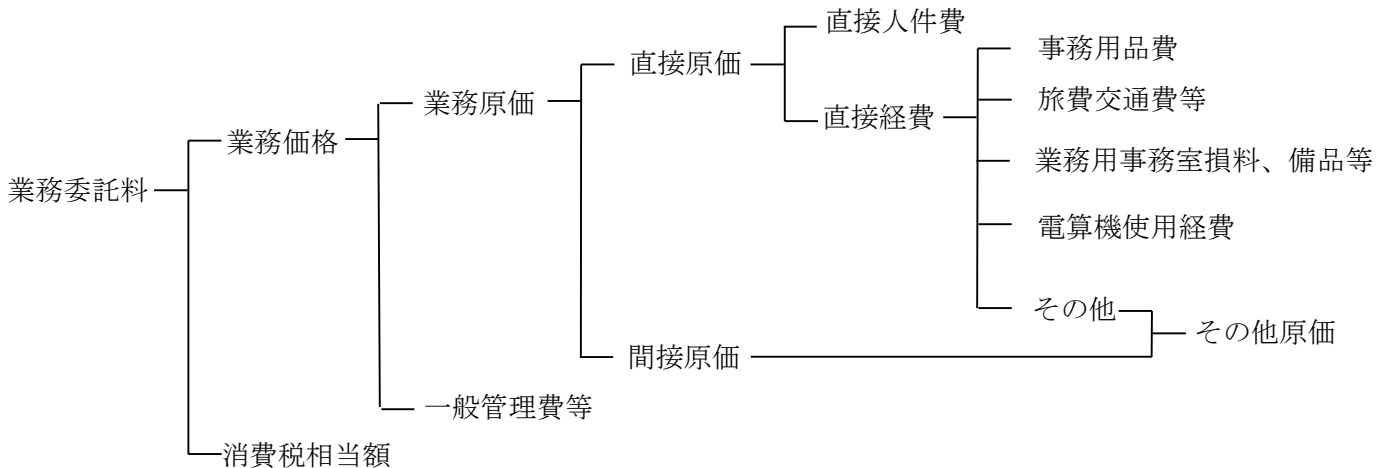 業務委託料
業務価格
消費税相当額
業務原価
一般管理費等
直接原価
間接原価
直接人件費
直接経費
事務用品費
旅費交通費等
業務用事務室損料、備品等
電算機使用経費
その他
その他原価